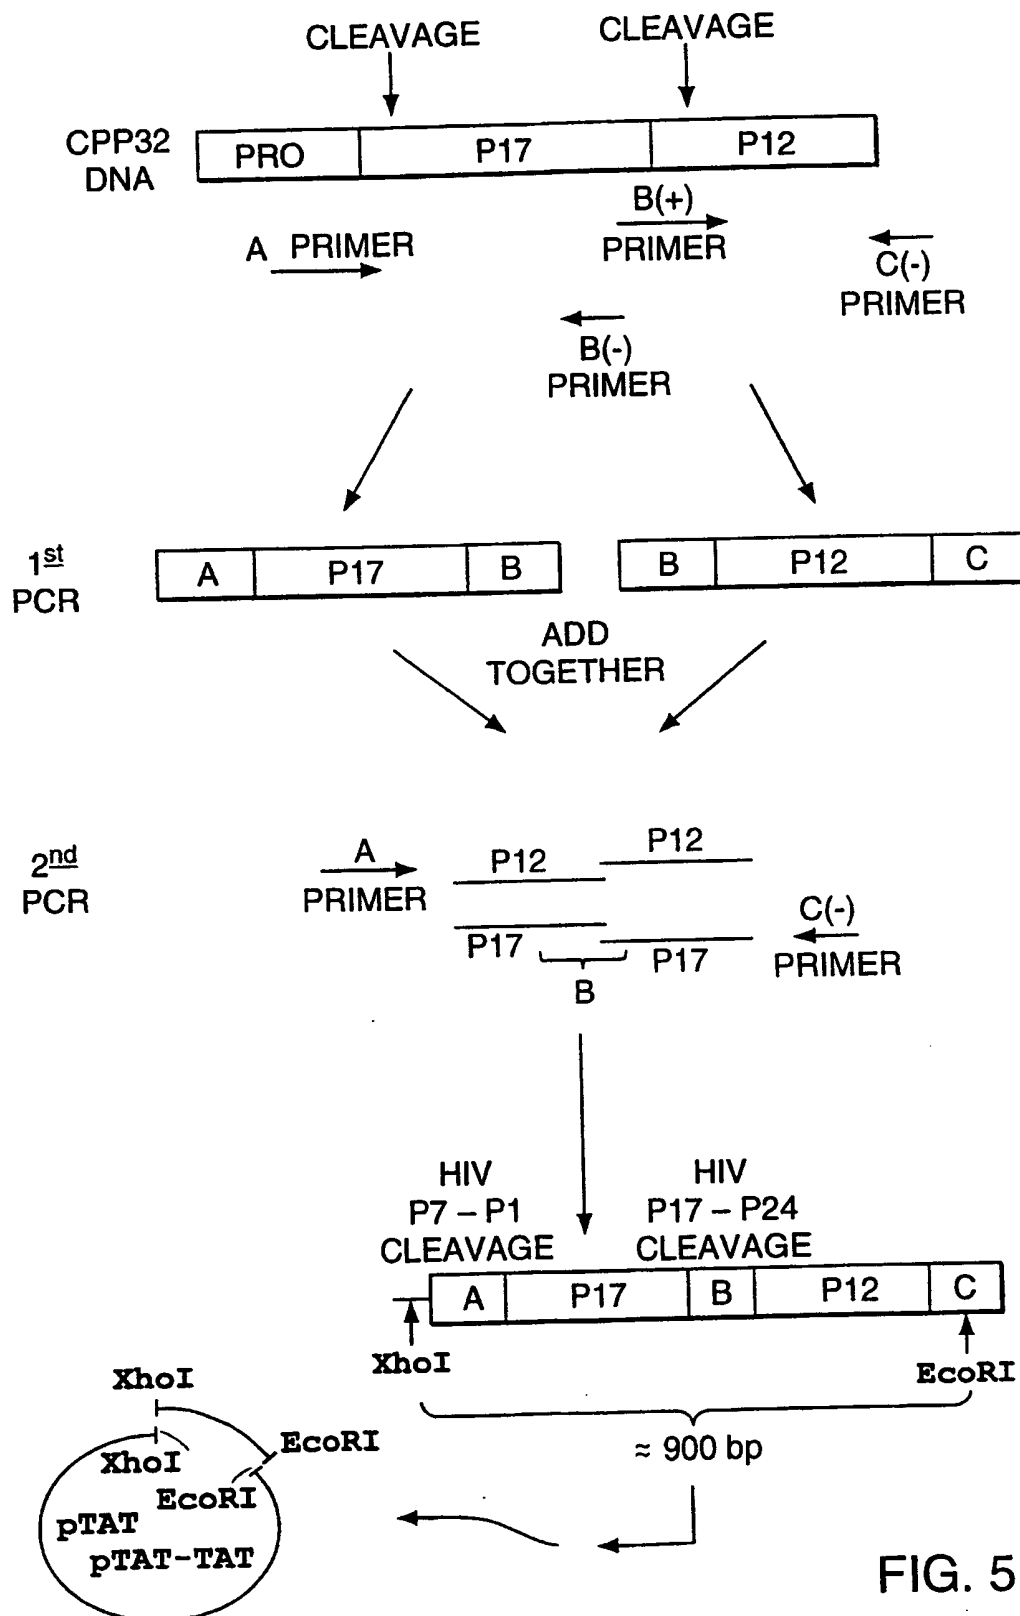 CLEAVAGE CLEAVAGE
CPP32
DNA
PRO P17 P12
B(+)
PRIMER
A PRIMER
C(-)
PRIMER
B(-)
PRIMER
1st
PCR
A P17 B B P12 C
ADD
TOGETHER
2nd
PCR
A
PRIMER
P12 P12
P17 P17
B
C(-)
PRIMER
HIV
P7 – P1
CLEAVAGE
HIV
P17 – P24
CLEAVAGE
A P17 B P12 C
XhoI EcoRI
≈ 900 bp
XhoI
EcoRI
XhoI
EcoRI
pTAT
pTAT-TAT
FIG. 5